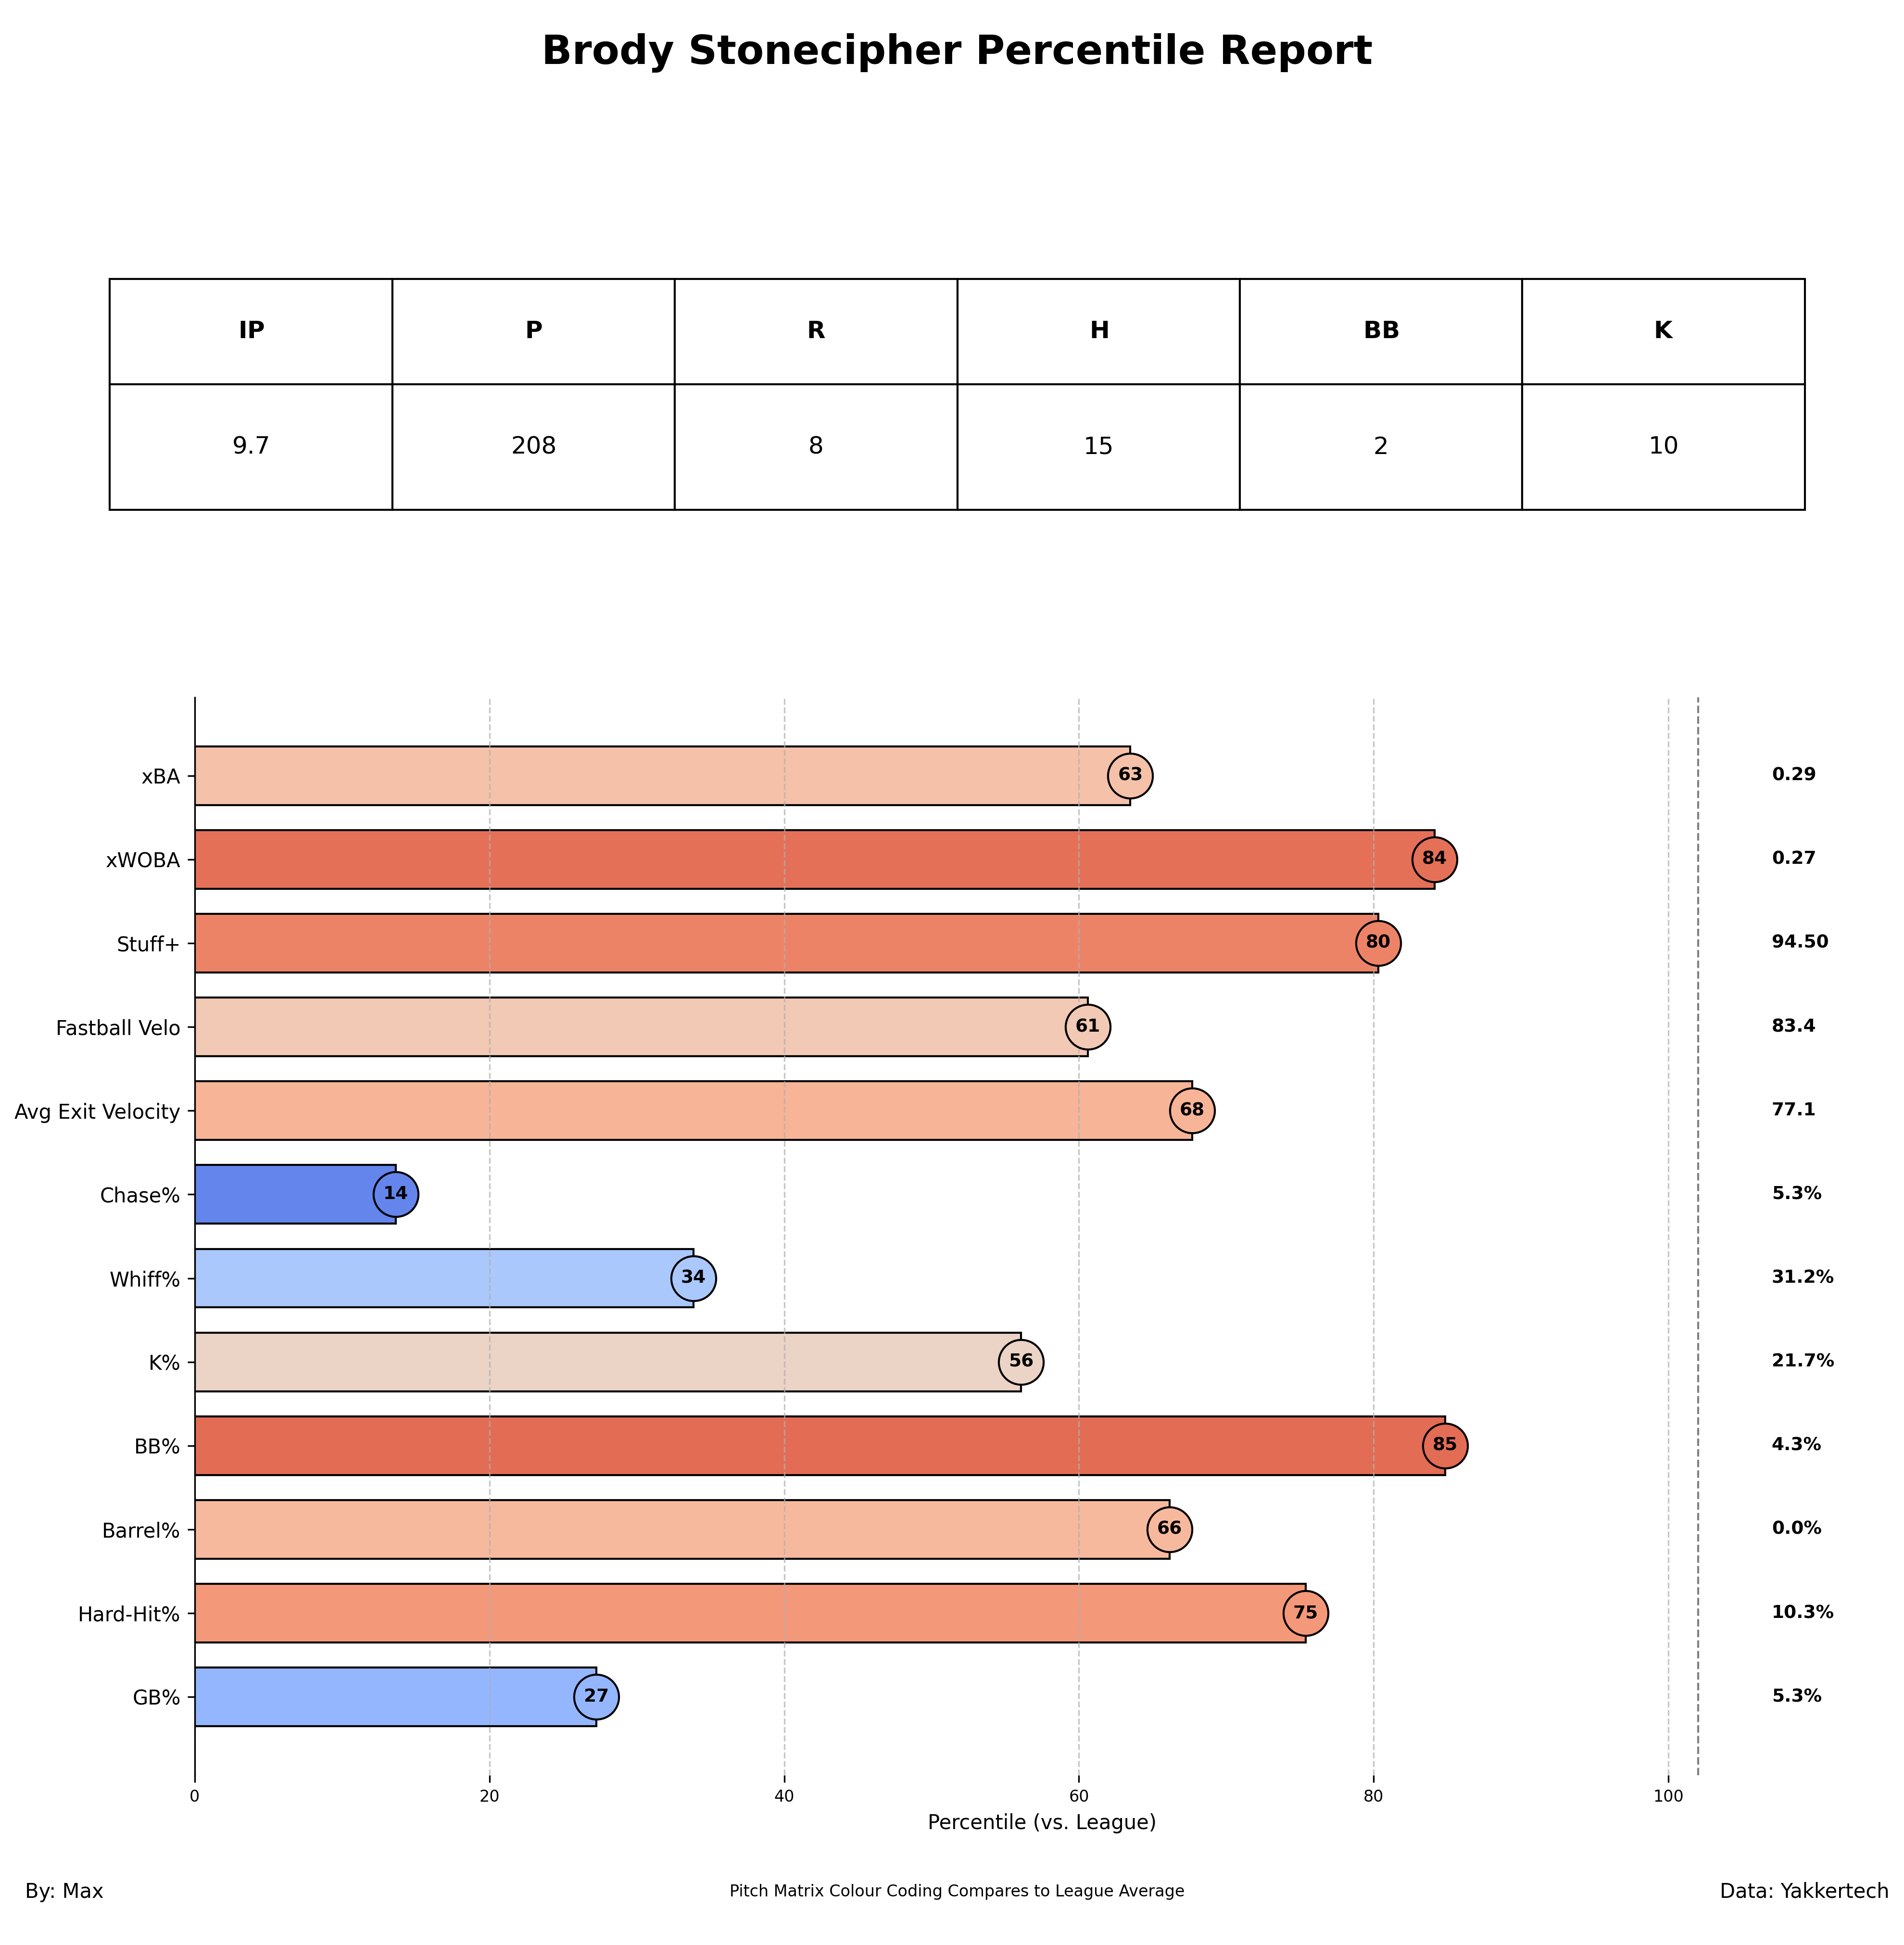 Brody Stonecipher Percentile Report
IP P R H BB K
9.7 208 8 15 2 10
xBA 63 0.29
xWOBA 84 0.27
Stuff+ 80 94.50
Fastball Velo 61 83.4
Avg Exit Velocity 68 77.1
Chase% 14 5.3%
Whiff% 34 31.2%
K% 56 21.7%
BB% 85 4.3%
Barrel% 66 0.0%
Hard-Hit% 75 10.3%
GB% 27 5.3%
0 20 40 60 80 100
Percentile (vs. League)
By: Max Pitch Matrix Colour Coding Compares to League Average Data: Yakkertech